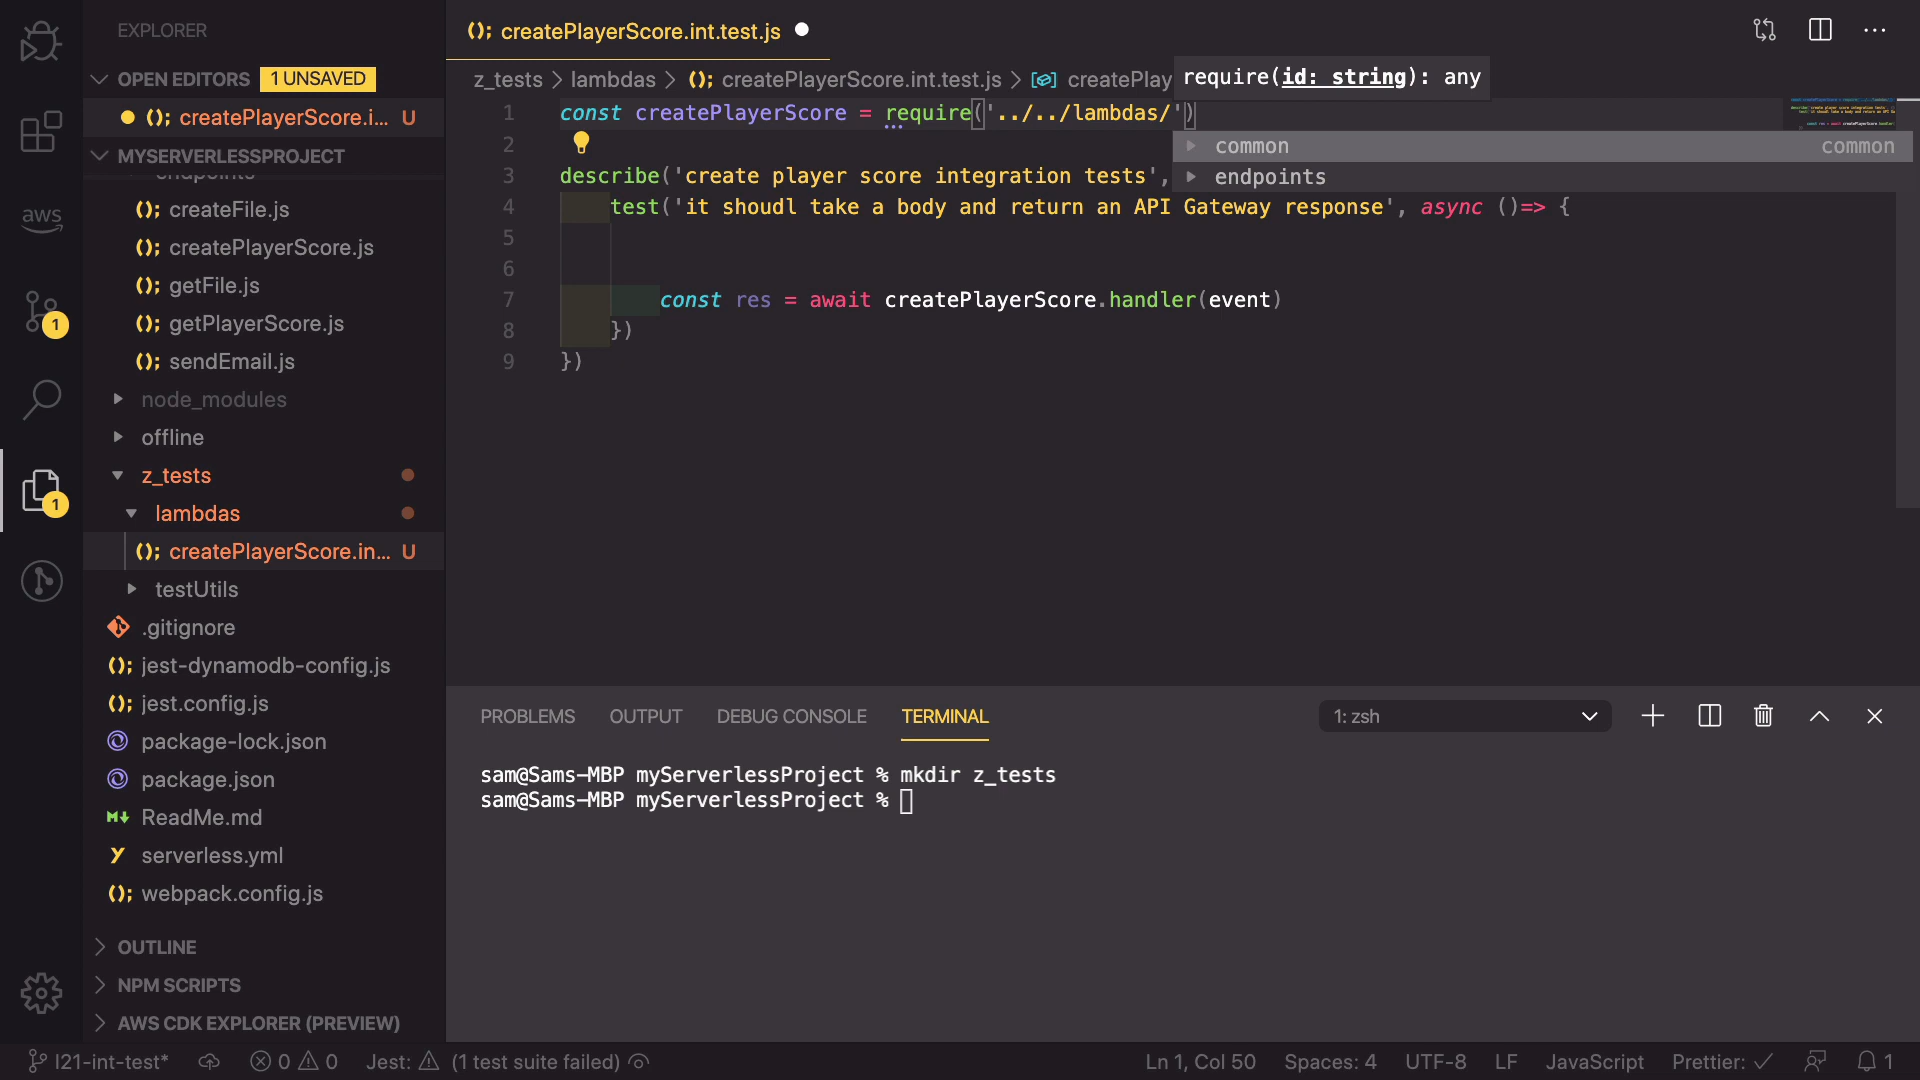 EXPLORER
OPEN EDITORS 1 UNSAVED
(); createPlayerScore.i... U
MYSERVERLESSPROJECT
endpoints
(); createFile.js
(); createPlayerScore.js
(); getFile.js
(); getPlayerScore.js
(); sendEmail.js
node_modules
offline
z_tests
lambdas
(); createPlayerScore.in... U
testUtils
.gitignore
(); jest-dynamodb-config.js
(); jest.config.js
package-lock.json
package.json
M↓ ReadMe.md
Y serverless.yml
(); webpack.config.js
OUTLINE
NPM SCRIPTS
AWS CDK EXPLORER (PREVIEW)
aws
1
1
(); createPlayerScore.int.test.js
z_tests > lambdas > (); createPlayerScore.int.test.js > createPlay
require(id: string): any
1 const createPlayerScore = require('../../lambdas/')
2
common common
3 describe('create player score integration tests',
endpoints
4 test('it shoudl take a body and return an API Gateway response', async ()=> {
5
6
7 const res = await createPlayerScore.handler(event)
8 })
9 })
PROBLEMS OUTPUT DEBUG CONSOLE TERMINAL 1: zsh
sam@Sams-MBP myServerlessProject % mkdir z_tests
sam@Sams-MBP myServerlessProject %
l21-int-test* 0 0 Jest: (1 test suite failed) Ln 1, Col 50 Spaces: 4 UTF-8 LF JavaScript Prettier: ✓ 1